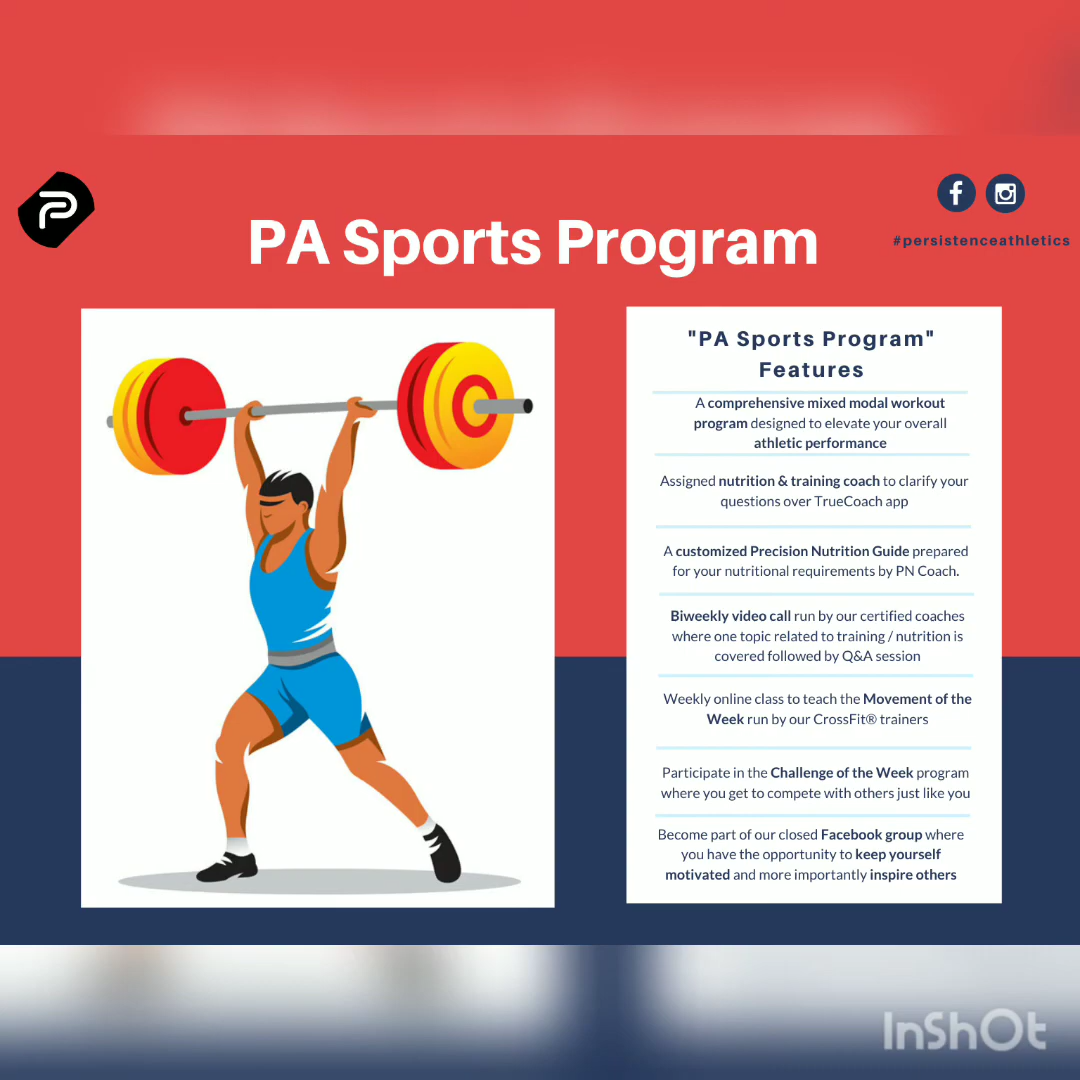 PA Sports Program
#persistenceathletics
"PA Sports Program"
Features
A comprehensive mixed modal workout
program designed to elevate your overall
athletic performance
Assigned nutrition & training coach to clarify your
questions over TrueCoach app
A customized Precision Nutrition Guide prepared
for your nutritional requirements by PN Coach.
Biweekly video call run by our certified coaches
where one topic related to training / nutrition is
covered followed by Q&A session
Weekly online class to teach the Movement of the
Week run by our CrossFit® trainers
Participate in the Challenge of the Week program
where you get to compete with others just like you
Become part of our closed Facebook group where
you have the opportunity to keep yourself
motivated and more importantly inspire others
InShOt